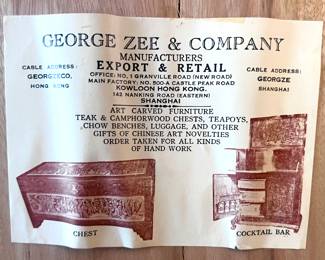 GEORGE ZEE & COMPANY
MANUFACTURERS
EXPORT & RETAIL
CABLE ADDRESS:
GEORGZECO,
HONG KONG
OFFICE: NO. 1 GRANVILLE ROAD (NEW ROAD)
MAIN FACTORY: NO. 500-A CASTLE PEAK ROAD
KOWLOON HONG KONG.
142 NANKING ROAD (EASTERN)
SHANGHAI
CABLE ADDRESS:
GEORGZE
SHANGHAI
ART CARVED FURNITURE
TEAK & CAMPHORWOOD CHESTS, TEAPOYS,
CHOW BENCHES, LUGGAGE, AND OTHER
GIFTS OF CHINESE ART NOVELTIES
ORDER TAKEN FOR ALL KINDS
OF HAND WORK
CHEST
COCKTAIL BAR